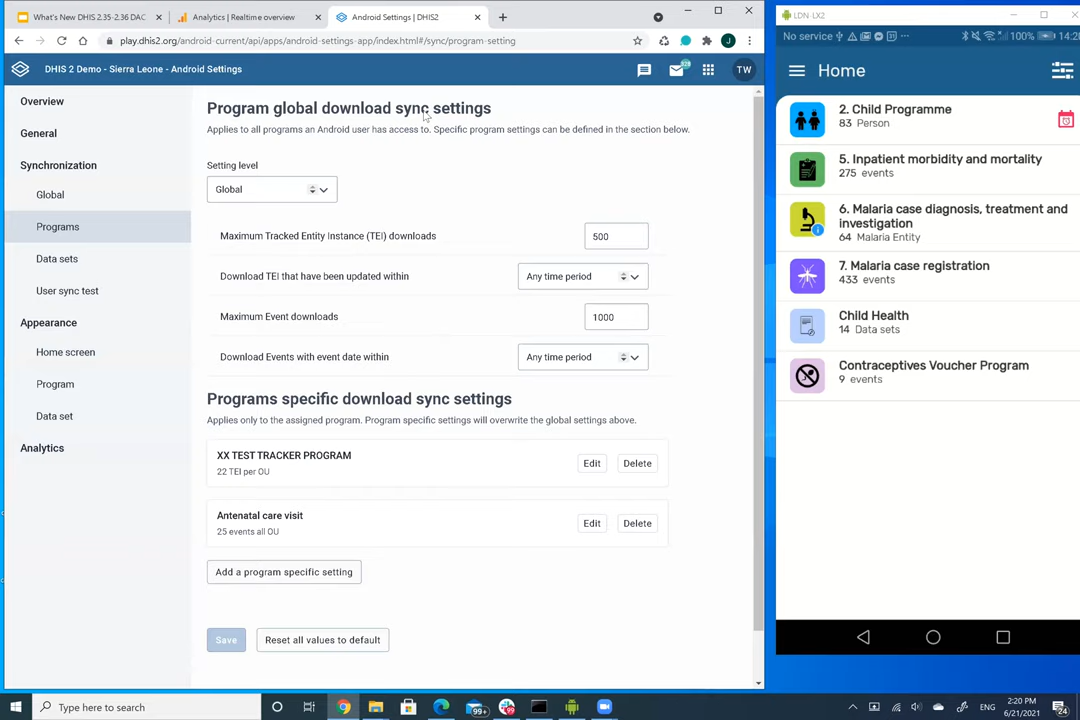 What's New DHIS 2.35-2.36 DAC
Analytics | Realtime overview
Android Settings | DHIS2
LDN-LX2
play.dhis2.org/android-current/api/apps/android-settings-app/index.html#/sync/program-setting
J
No service
100%
14:20
DHIS 2 Demo - Sierra Leone - Android Settings
TW
Home
Overview
General
Synchronization
Global
Programs
Data sets
User sync test
Appearance
Home screen
Program
Data set
Analytics
Program global download sync settings
Applies to all programs an Android user has access to. Specific program settings can be defined in the section below.
Setting level
Global
Maximum Tracked Entity Instance (TEI) downloads
500
Download TEI that have been updated within
Any time period
Maximum Event downloads
1000
Download Events with event date within
Any time period
Programs specific download sync settings
Applies only to the assigned program. Program specific settings will overwrite the global settings above.
XX TEST TRACKER PROGRAM
22 TEI per OU
Edit
Delete
Antenatal care visit
25 events all OU
Edit
Delete
Add a program specific setting
Save
Reset all values to default
2. Child Programme
83 Person
5. Inpatient morbidity and mortality
275 events
6. Malaria case diagnosis, treatment and
investigation
64 Malaria Entity
7. Malaria case registration
433 events
Child Health
14 Data sets
Contraceptives Voucher Program
9 events
Type here to search
99+
ENG
2:20 PM
6/21/2021
24